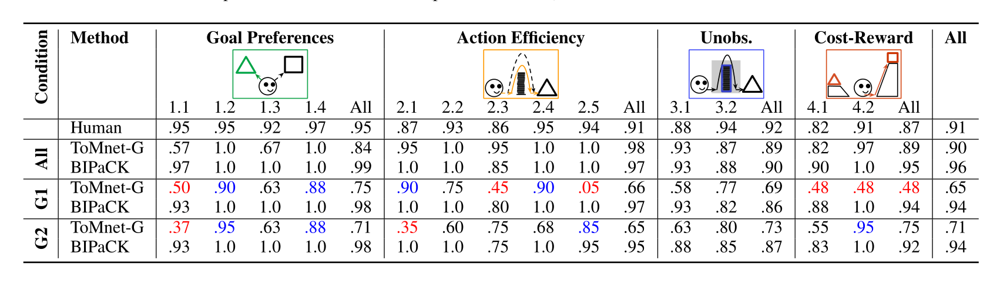 Condition Method Goal Preferences Action Efficiency Unobs. Cost-Reward All
1.1 1.2 1.3 1.4 All 2.1 2.2 2.3 2.4 2.5 All 3.1 3.2 All 4.1 4.2 All
Human .95 .95 .92 .97 .95 .87 .93 .86 .95 .94 .91 .88 .94 .92 .82 .91 .87 .91
All
ToMnet-G .57 1.0 .67 1.0 .84 .95 1.0 .95 1.0 1.0 .98 .93 .87 .89 .82 .97 .89 .90
BIPaCK .97 1.0 1.0 1.0 .99 1.0 1.0 .85 1.0 1.0 .97 .93 .88 .90 .90 1.0 .95 .96
G1
ToMnet-G .50 .90 .63 .88 .75 .90 .75 .45 .90 .05 .66 .58 .77 .69 .48 .48 .48 .65
BIPaCK .93 1.0 1.0 1.0 .98 1.0 1.0 .80 1.0 1.0 .97 .93 .82 .86 .88 1.0 .94 .94
G2
ToMnet-G .37 .95 .63 .88 .71 .35 .60 .75 .68 .85 .65 .63 .80 .73 .55 .95 .75 .71
BIPaCK .93 1.0 1.0 1.0 .98 1.0 1.0 .75 1.0 .95 .95 .88 .85 .87 .83 1.0 .92 .94